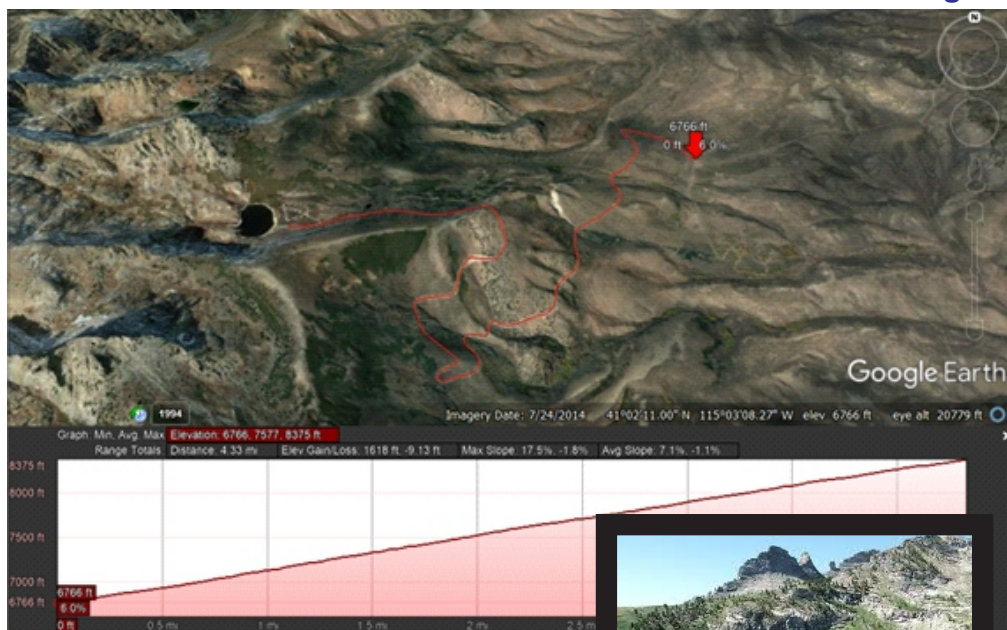 N
6766 ft
0 ft 6.0%
Google Earth
1994
Imagery Date: 7/24/2014 41°02'11.00" N 115°03'08.27" W elev 6766 ft eye alt 20779 ft
Graph: Min, Avg, Max Elevation: 6766, 7577, 8375 ft
Range Totals: Distance: 4.33 mi Elev Gain/Loss: 1618 ft, -9.13 ft Max Slope: 17.5%, -1.8% Avg Slope: 7.1%, -1.1%
8375 ft
8000 ft
7500 ft
7000 ft
6766 ft
6766 ft
6.0%
0 ft 0.5 mi 1 mi 1.5 mi 2 mi 2.5 m